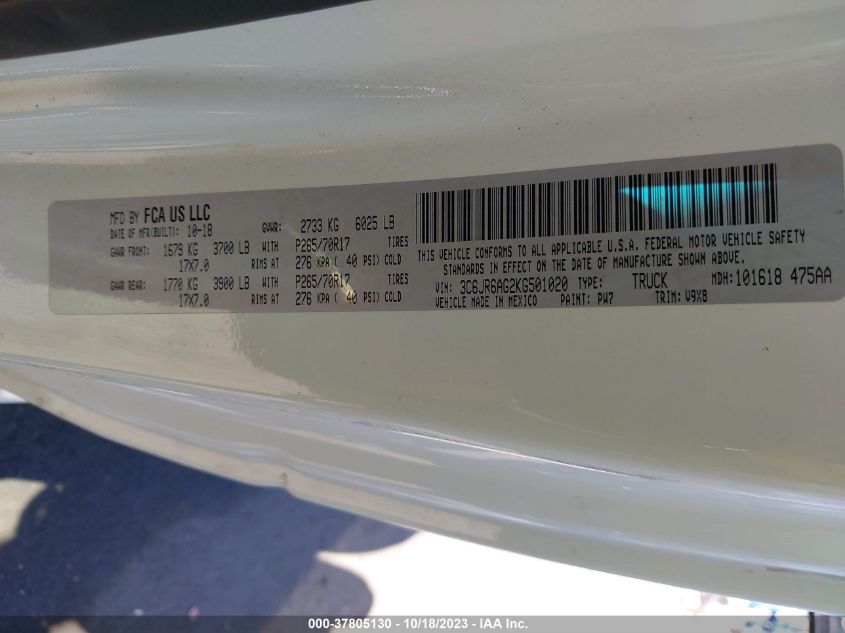 MFD BY FCA US LLC
DATE OF MFR(BUILT): 10-18 GVWR: 2733 KG 6025 LB
GAWR FRONT: 1679 KG 3700 LB WITH P265/70R17 TIRES
17X7.0 RIMS AT 276 KPA ( 40 PSI) COLD
GAWR REAR: 1770 KG 3900 LB WITH P265/70R17 TIRES
17X7.0 RIMS AT 276 KPA ( 40 PSI) COLD
THIS VEHICLE CONFORMS TO ALL APPLICABLE U.S.A. FEDERAL MOTOR VEHICLE SAFETY
STANDARDS IN EFFECT ON THE DATE OF MANUFACTURE SHOWN ABOVE.
VIN: 3C6JR6AG2KG501020 TYPE: TRUCK MDH:101618 475AA
VEHICLE MADE IN MEXICO PAINT: PW7 TRIM: V9X8
000-37805130 - 10/18/2023 - IAA Inc.